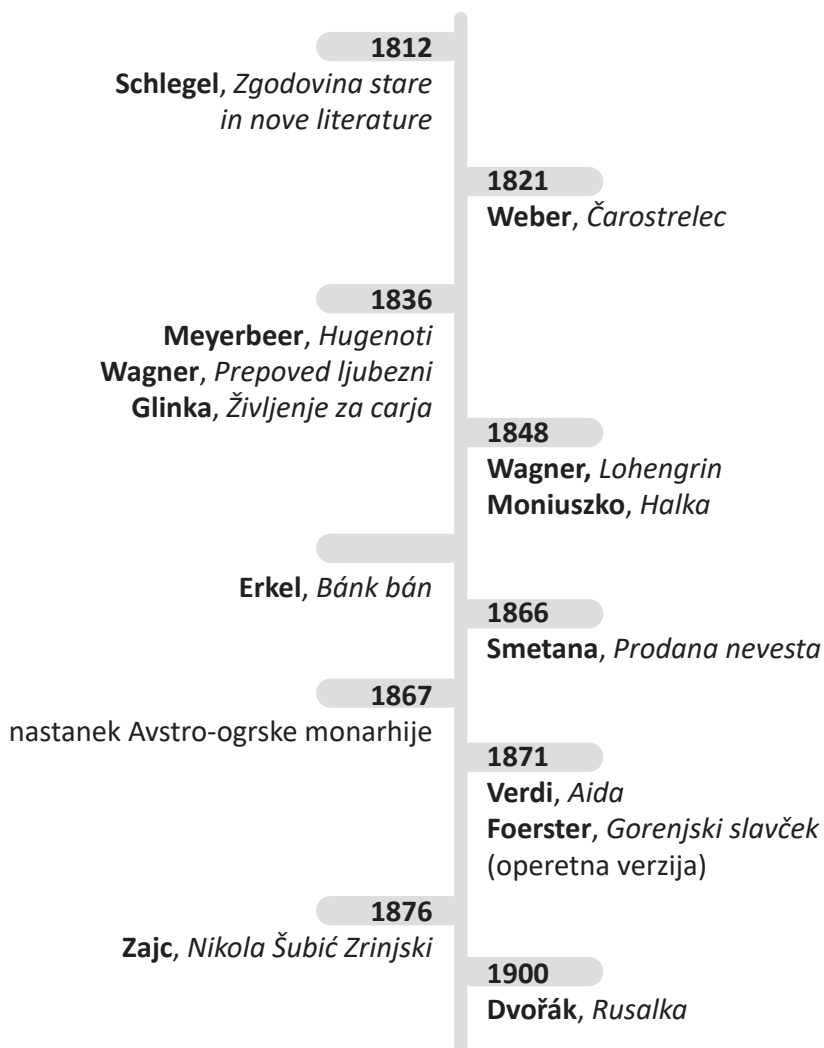 1812
Schlegel, Zgodovina stare
in nove literature
1821
Weber, Čarostrelec
1836
Meyerbeer, Hugenoti
Wagner, Prepoved ljubezni
Glinka, Življenje za carja
1848
Wagner, Lohengrin
Moniuszko, Halka
Erkel, Bánk bán
1866
Smetana, Prodana nevesta
1867
nastanek Avstro-ogrske monarhije
1871
Verdi, Aida
Foerster, Gorenjski slavček
(operetna verzija)
1876
Zajc, Nikola Šubić Zrinjski
1900
Dvořák, Rusalka